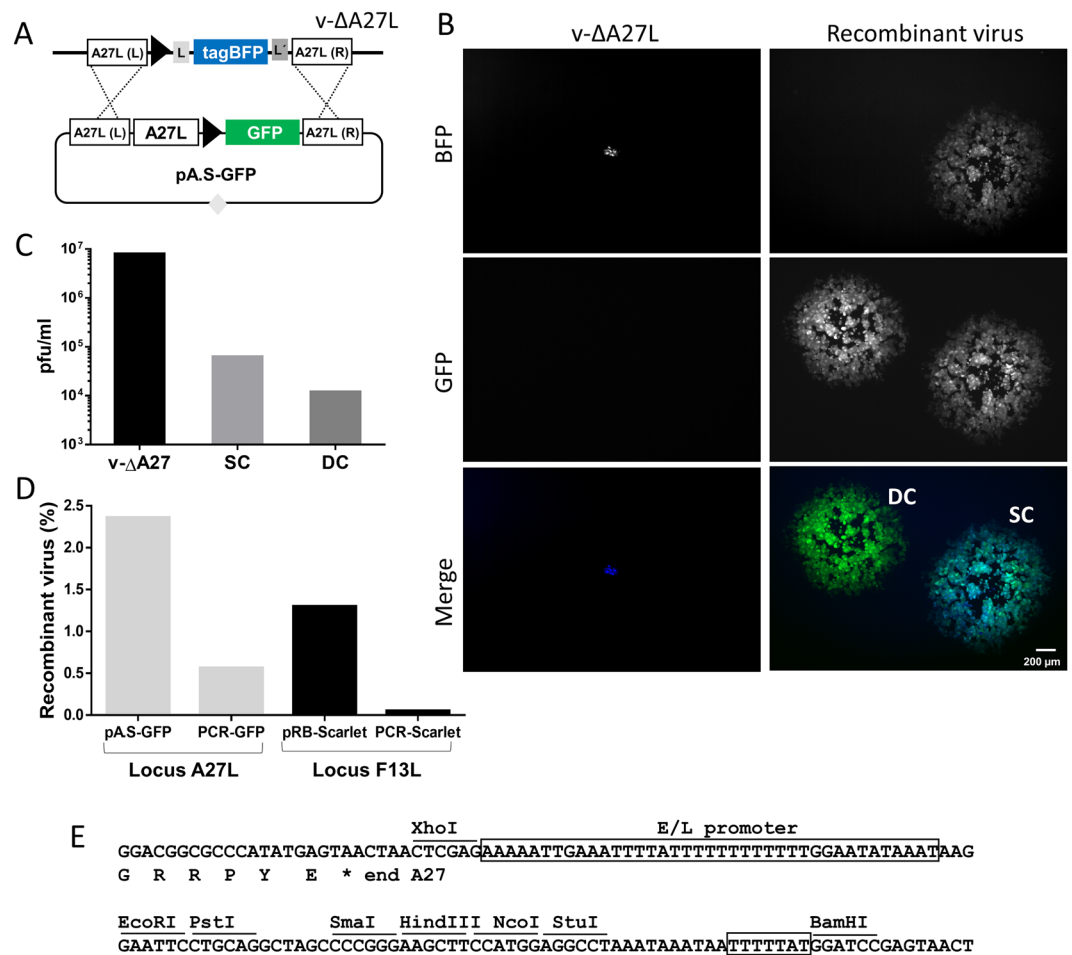 A
v-ΔA27L
A27L (L)
L
tagBFP
L´
A27L (R)
A27L (L)
A27L
GFP
A27L (R)
pA.S-GFP
B
v-ΔA27L
Recombinant virus
BFP
GFP
Merge
DC
SC
200 µm
C
pfu/ml
10⁷
10⁶
10⁵
10⁴
10³
v-ΔA27
SC
DC
D
Recombinant virus (%)
2.5
2.0
1.5
1.0
0.5
0.0
pA.S-GFP
PCR-GFP
pRB-Scarlet
PCR-Scarlet
Locus A27L
Locus F13L
E
XhoI E/L promoter
GGACGGCGCCCATATGAGTAACTAACTCGAGAAAAATTGAAATTTTATTTTTTTTTTTTGGAATATAAATAAG
G R R P Y E * end A27
EcoRI PstI SmaI HindIII NcoI StuI BamHI
GAATTCCTGCAGGCTAGCCCCGGGAAGCTTCCATGGAGGCCTAAATAAATAATTTTTATGGATCCGAGTAACT